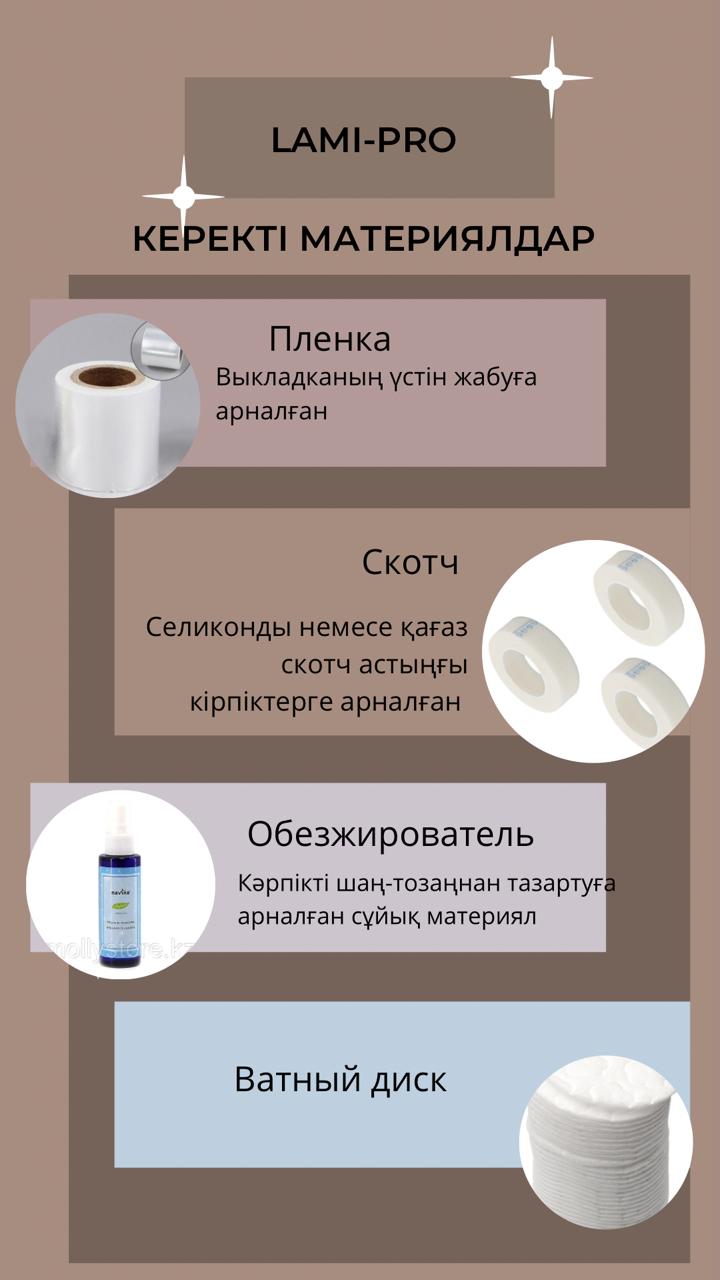 LAMI-PRO
КЕРЕКТІ МАТЕРИЯЛДАР
Пленка
Выкладканың үстін жабуға
арналған
Скотч
Селиконды немесе қағаз
скотч астыңғы
кірпіктерге арналған
Обезжирователь
Кәрпікті шаң-тозаңнан тазартуға
арналған сұйық материял
mollystore.kz
Ватный диск